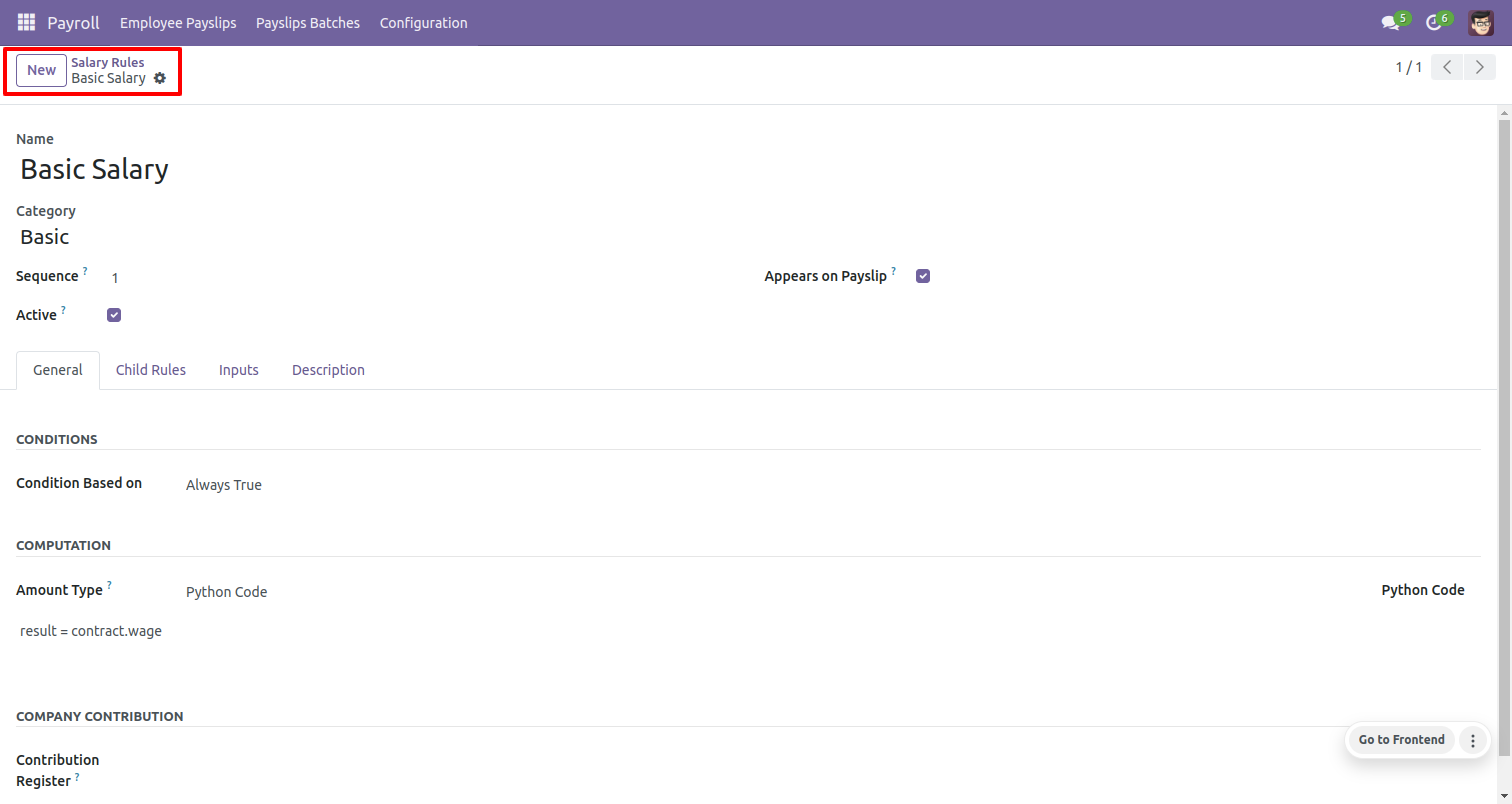 Payroll Employee Payslips Payslips Batches Configuration 5 6
New Salary Rules
Basic Salary
1 / 1
Name
Basic Salary
Category
Basic
Sequence ? 1 Appears on Payslip ?
Active ?
General Child Rules Inputs Description
CONDITIONS
Condition Based on Always True
COMPUTATION
Amount Type ? Python Code Python Code
result = contract.wage
COMPANY CONTRIBUTION
Go to Frontend
Contribution
Register ?